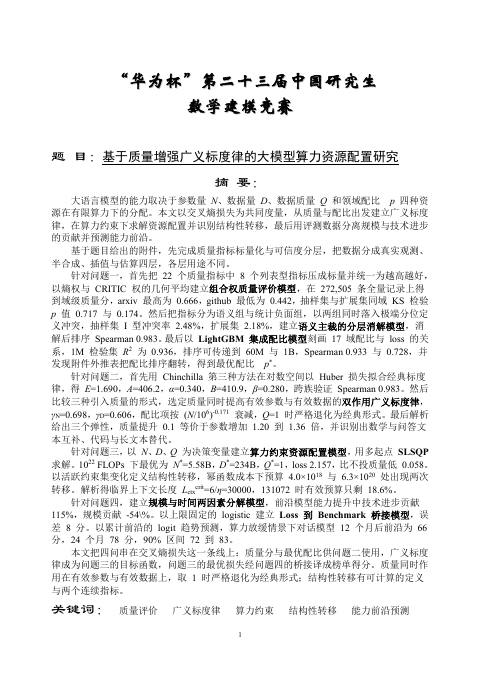 “华为杯”第二十三届中国研究生
数学建模竞赛
题 目： 基于质量增强广义标度律的大模型算力资源配置研究
摘 要：
大语言模型的能力取决于参数量 N、数据量 D、数据质量 Q 和领域配比 p 四种资
源在有限算力下的分配。本文以交叉熵损失为共同度量，从质量与配比出发建立广义标度
律，在算力约束下求解资源配置并识别结构性转移，最后用评测数据分离规模与技术进步
的贡献并预测能力前沿。
基于题目给出的附件，先完成质量指标标量化与可信度分层，把数据分成真实观测、
半合成、插值与估算四层，各层用途不同。
针对问题一，首先把 22 个质量指标中 8 个列表型指标压成标量并统一为越高越好，
以熵权与 CRITIC 权的几何平均建立组合权质量评价模型，在 272,505 条全量记录上得
到域级质量分，arxiv 最高为 0.666，github 最低为 0.442，抽样集与扩展集同域 KS 检验
p 值 0.717 与 0.174。然后把指标分为语义组与统计负面组，以两组同时落入极端分位定
义冲突，抽样集 1 型冲突率 2.48%，扩展集 2.18%，建立语义主裁的分层消解模型，消
解后排序 Spearman 0.983。最后以 LightGBM 集成配比模型刻画 17 域配比与 loss 的关
系，1M 检验集 R² 为 0.936，排序可传递到 60M 与 1B，Spearman 0.933 与 0.728，并
发现附件外推表把配比排序翻转，得到最优配比 p*。
针对问题二，首先用 Chinchilla 第三种方法在对数空间以 Huber 损失拟合经典标度
律，得 E=1.690，A=406.2，α=0.340，B=410.9，β=0.280，跨族验证 Spearman 0.983。然后
比较三种引入质量的形式，选定质量同时提高有效参数与有效数据的双作用广义标度律，
γN=0.698，γD=0.606，配比项按 (N/10⁶)^-0.171 衰减，Q=1 时严格退化为经典形式。最后解析
给出三个弹性，质量提升 0.1 等价于参数增加 1.20 到 1.36 倍，并识别出数学与问答文
本互补、代码与长文本替代。
针对问题三，以 N、D、Q 为决策变量建立算力约束资源配置模型，用多起点 SLSQP
求解。10²² FLOPs 下最优为 N*=5.58B，D*=234B，Q*=1，loss 2.157，比不投质量低 0.058。
以活跃约束集变化定义结构性转移，幂函数成本下预算 4.0×10¹⁸ 与 6.3×10²⁰ 处出现两次
转移。解析得临界上下文长度 Lctx^crit=6/η=30000，131072 时有效预算只剩 18.6%。
针对问题四，建立规模与时间两因素分解模型，前沿模型能力提升中技术进步贡献
115%，规模贡献 -54\%。以上限固定的 logistic 建立 Loss 到 Benchmark 桥接模型，误
差 8 分。以累计前沿的 logit 趋势预测，算力放缓情景下对话模型 12 个月后前沿为 66
分，24 个月 78 分，90% 区间 72 到 83。
本文把四问串在交叉熵损失这一条线上：质量分与最优配比供问题二使用，广义标度
律成为问题三的目标函数，问题三的最优损失经问题四的桥接译成榜单得分。质量同时作
用在有效参数与有效数据上，取 1 时严格退化为经典形式；结构性转移有可计算的定义
与两个连续指标。
关键词： 质量评价 广义标度律 算力约束 结构性转移 能力前沿预测
1